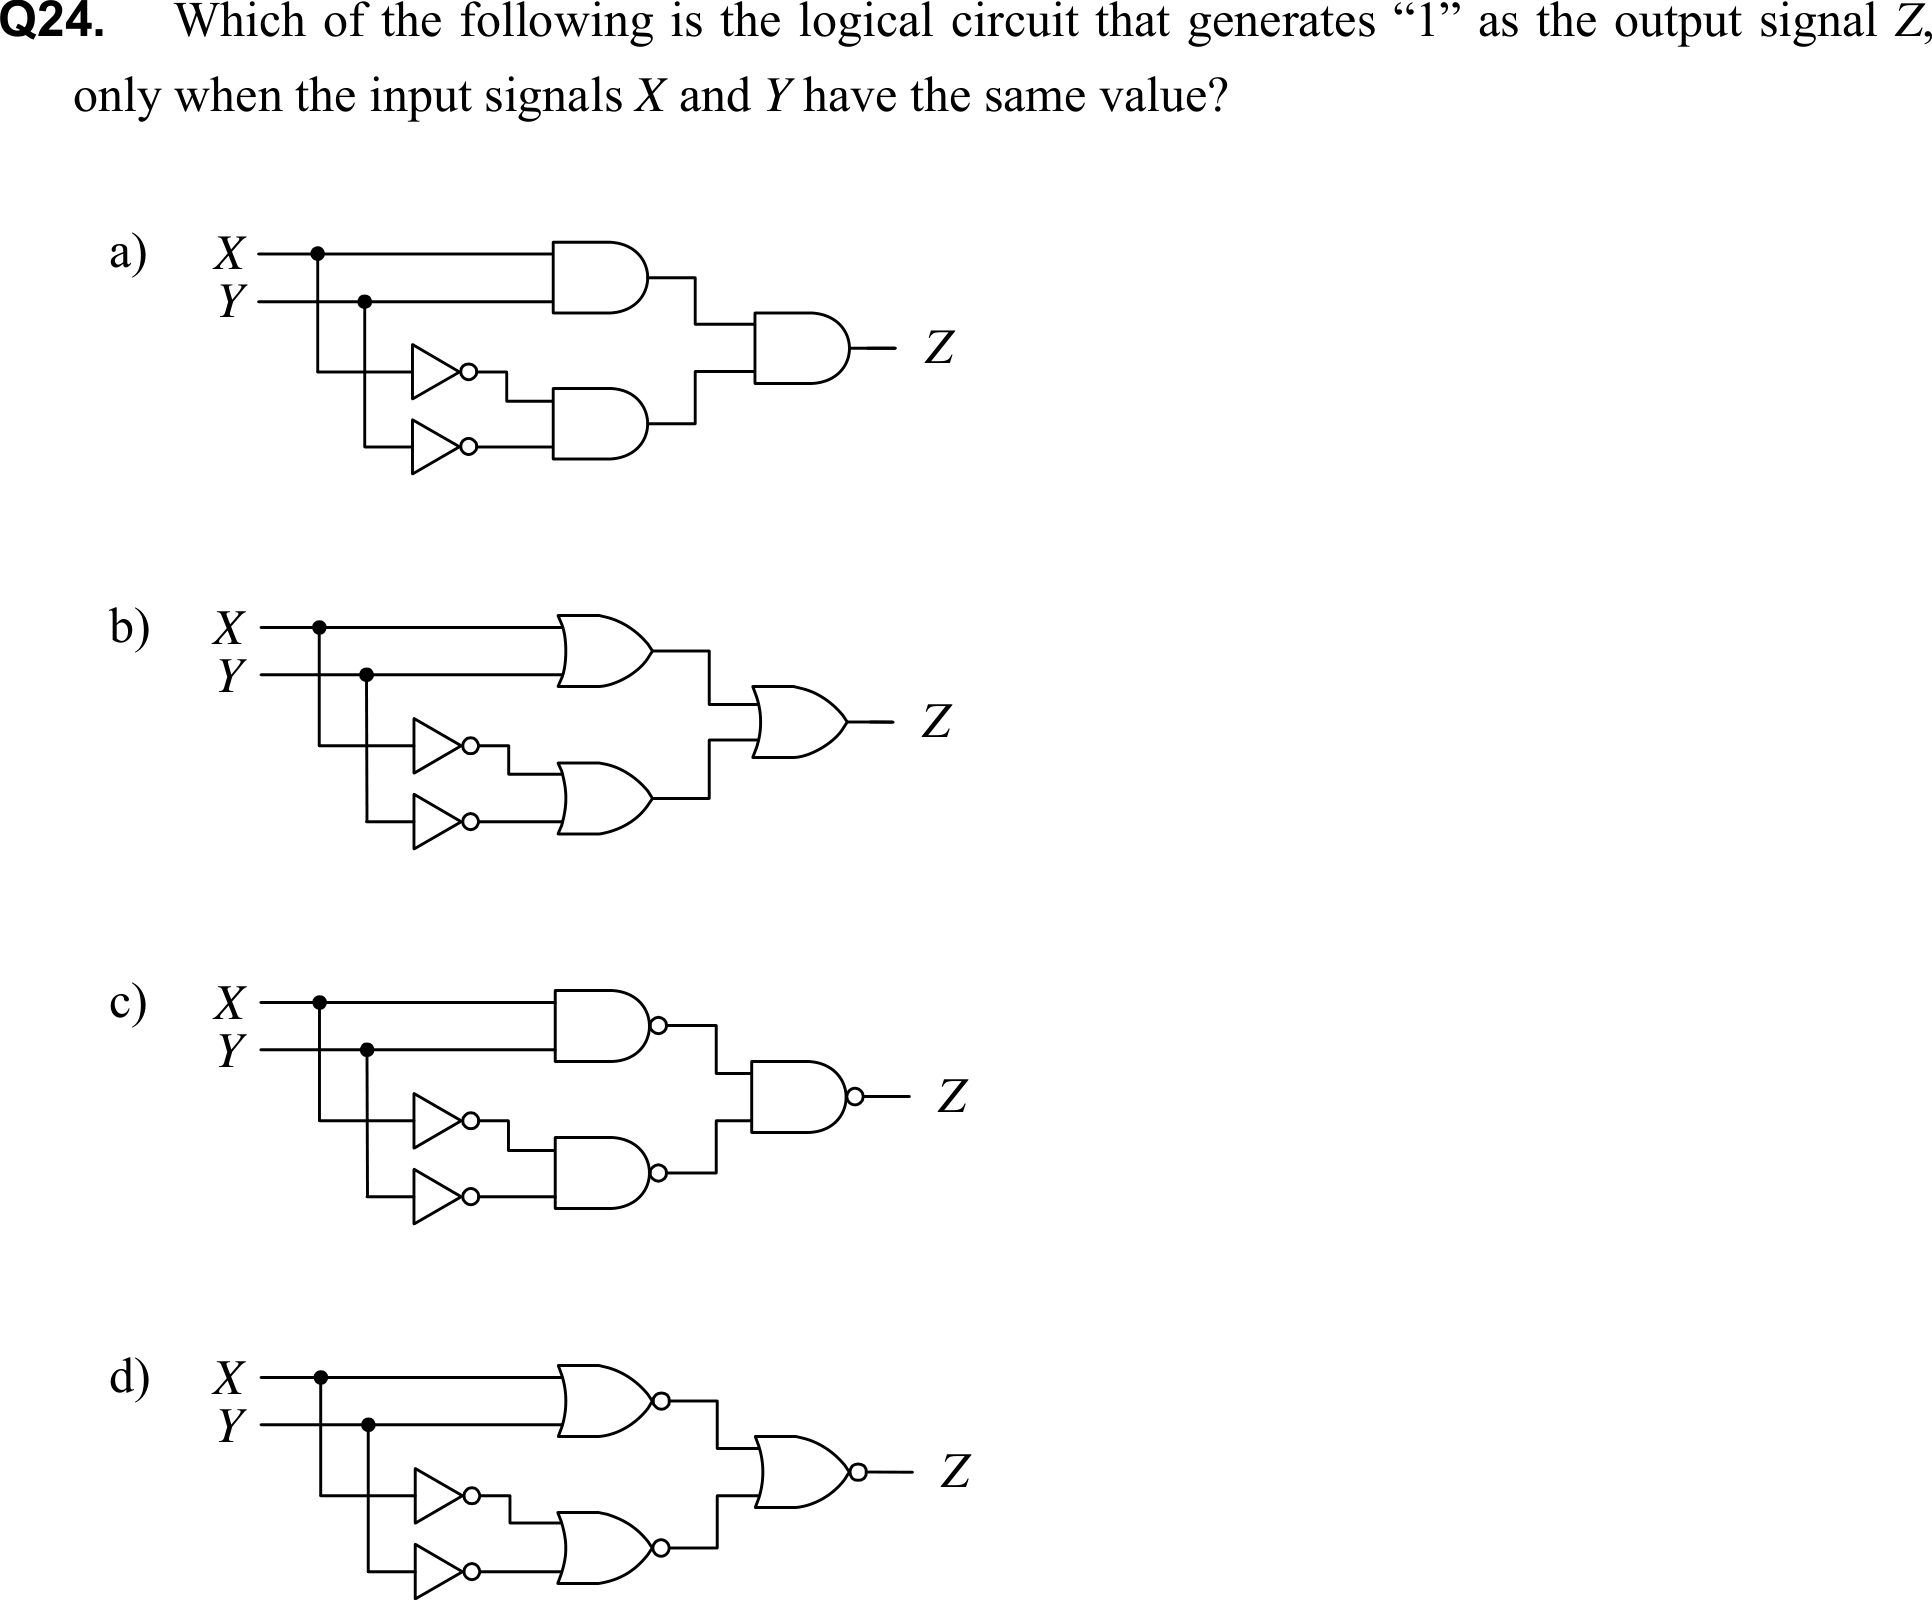 Q24. Which of the following is the logical circuit that generates “1” as the output signal Z,
only when the input signals X and Y have the same value?
a) X
Y
Z
b) X
Y
Z
c) X
Y
Z
d) X
Y
Z